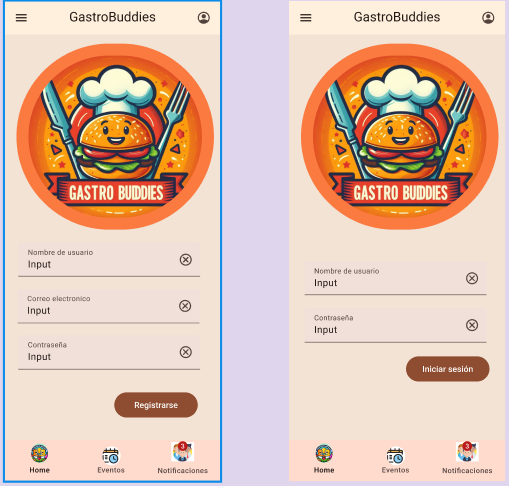 GastroBuddies
GASTRO BUDDIES
Nombre de usuario
Input
Correo electronico
Input
Contraseña
Input
Registrarse
Home
Eventos
3
Notificaciones
GastroBuddies
GASTRO BUDDIES
Nombre de usuario
Input
Contraseña
Input
Iniciar sesión
Home
Eventos
3
Notificaciones